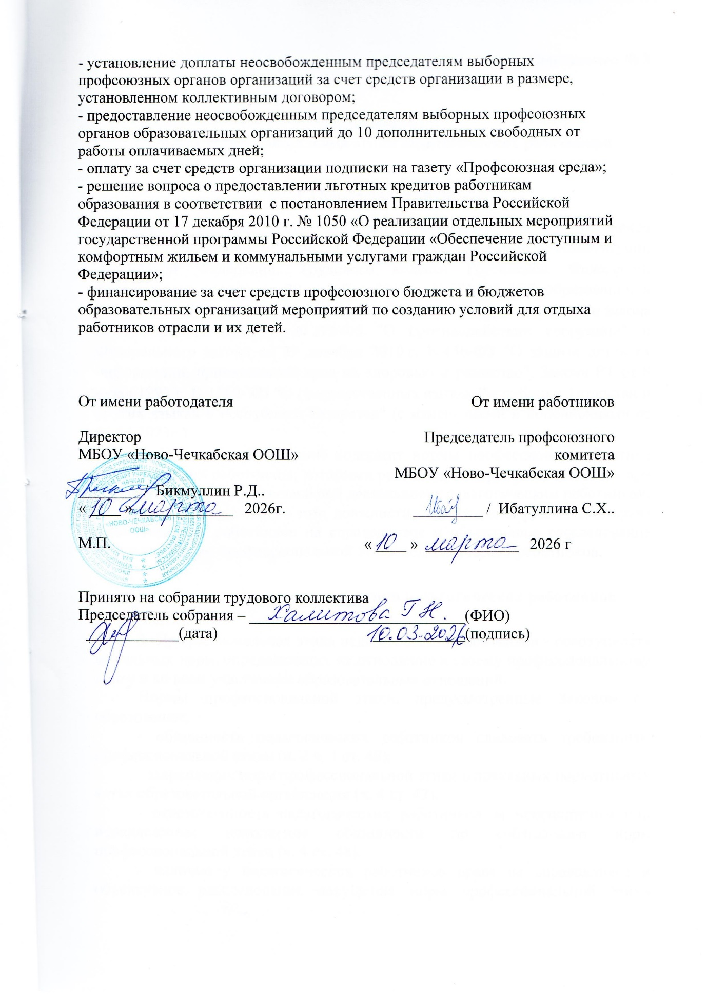 - установление доплаты неосвобожденным председателям выборных
профсоюзных органов организаций за счет средств организации в размере,
установленном коллективным договором;
- предоставление неосвобожденным председателям выборных профсоюзных
органов образовательных организаций до 10 дополнительных свободных от
работы оплачиваемых дней;
- оплату за счет средств организации подписки на газету «Профсоюзная среда»;
- решение вопроса о предоставлении льготных кредитов работникам
образования в соответствии с постановлением Правительства Российской
Федерации от 17 декабря 2010 г. № 1050 «О реализации отдельных мероприятий
государственной программы Российской Федерации «Обеспечение доступным и
комфортным жильем и коммунальными услугами граждан Российской
Федерации»;
- финансирование за счет средств профсоюзного бюджета и бюджетов
образовательных организаций мероприятий по созданию условий для отдыха
работников отрасли и их детей.
От имени работодателя
Директор
МБОУ «Ново-Чечкабская ООШ»
________ / Бикмуллин Р.Д..
« 10 » марта 2026г.
М.П.
«НОВО-ЧЕЧКАБСКАЯ
ООШ»
От имени работников
Председатель профсоюзного
комитета
МБОУ «Ново-Чечкабская ООШ»
_________ / Ибатуллина С.Х..
« 10 » марта 2026 г
Принято на собрании трудового коллектива
Председатель собрания – Халитова Г Н. (ФИО)
____________(дата) 10.03.2026 (подпись)